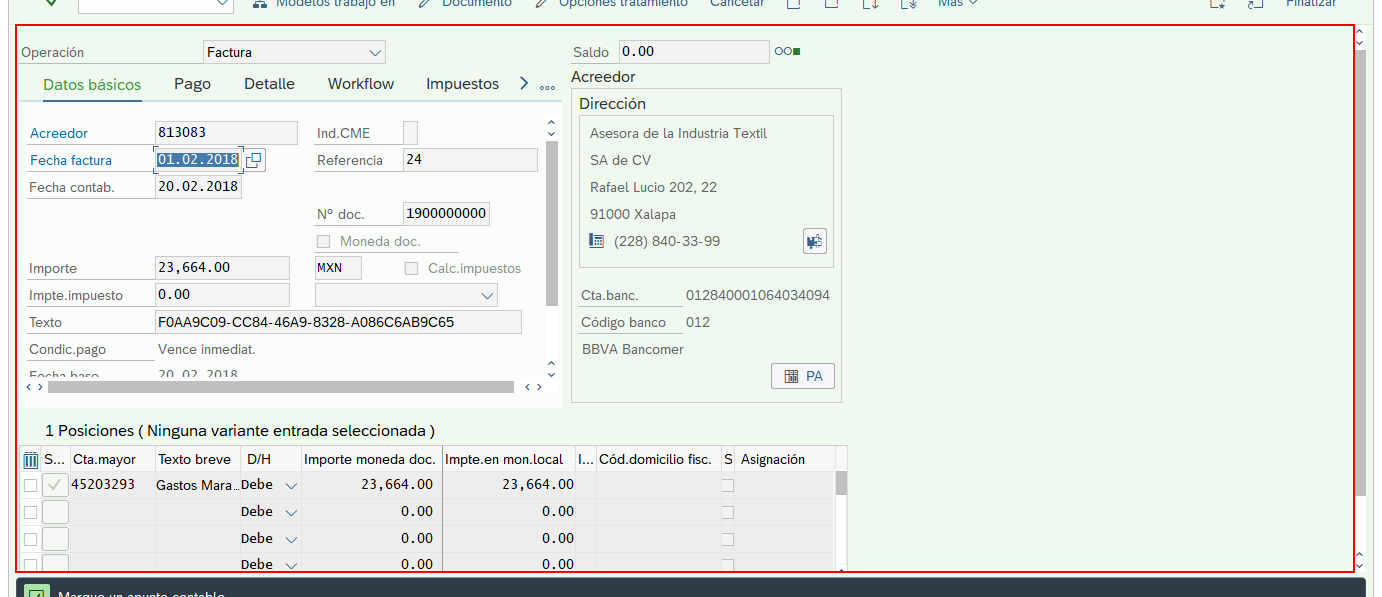 Modelos trabajo en Documento Opciones tratamiento Cancelar Más Finalizar
Operación Factura Saldo 0.00
Acreedor
Datos básicos Pago Detalle Workflow Impuestos
Dirección
Acreedor 813083 Ind.CME Asesora de la Industria Textil
Fecha factura 01.02.2018 Referencia 24 SA de CV
Fecha contab. 20.02.2018 Rafael Lucio 202, 22
Nº doc. 1900000000 91000 Xalapa
Moneda doc. (228) 840-33-99
Importe 23,664.00 MXN Calc.impuestos
Impte.impuesto 0.00 Cta.banc. 012840001064034094
Texto F0AA9C09-CC84-46A9-8328-A086C6AB9C65 Código banco 012
Condic.pago Vence inmediat. BBVA Bancomer
Fecha base 20.02.2018 PA
1 Posiciones ( Ninguna variante entrada seleccionada )
S... Cta.mayor Texto breve D/H Importe moneda doc. Impte.en mon.local I... Cód.domicilio fisc. S Asignación
45203293 Gastos Mara... Debe 23,664.00 23,664.00
Debe 0.00 0.00
Debe 0.00 0.00
Debe 0.00 0.00
Marque un apunte contable